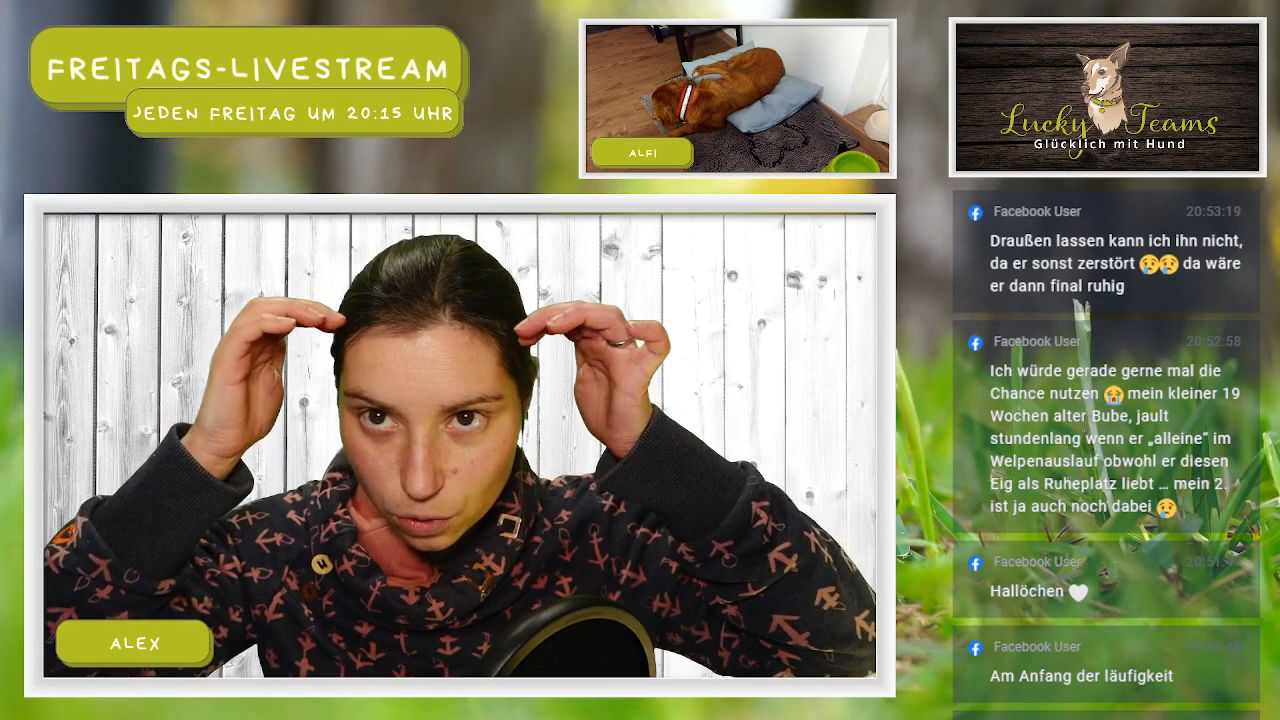 FREITAGS-LIVESTREAM
JEDEN FREITAG UM 20:15 UHR
ALFI
Lucky Teams
Glücklich mit Hund
Facebook User 20:53:19
Draußen lassen kann ich ihn nicht,
da er sonst zerstört 😢😢 da wäre
er dann final ruhig
Facebook User 20:52:58
Ich würde gerade gerne mal die
Chance nutzen 😭 mein kleiner 19
Wochen alter Bube, jault
stundenlang wenn er „alleine“ im
Welpenauslauf obwohl er diesen
Eig als Ruheplatz liebt … mein 2.
ist ja auch noch dabei 😢
Facebook User
Hallöchen 🤍
Facebook User
Am Anfang der läufigkeit
ALEX